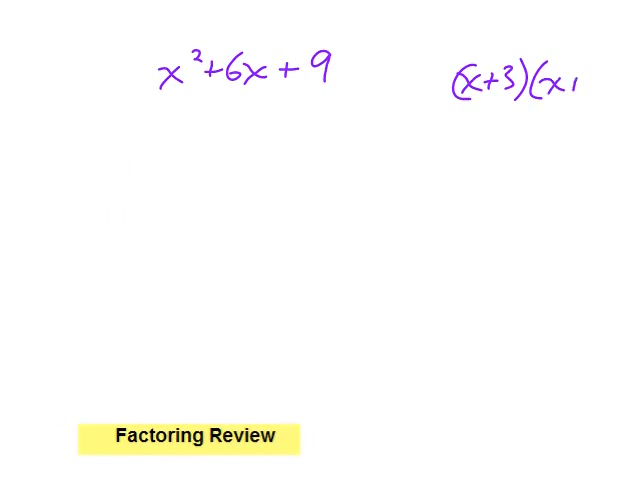 x² + 6x + 9 (x+3)(x
Factoring Review